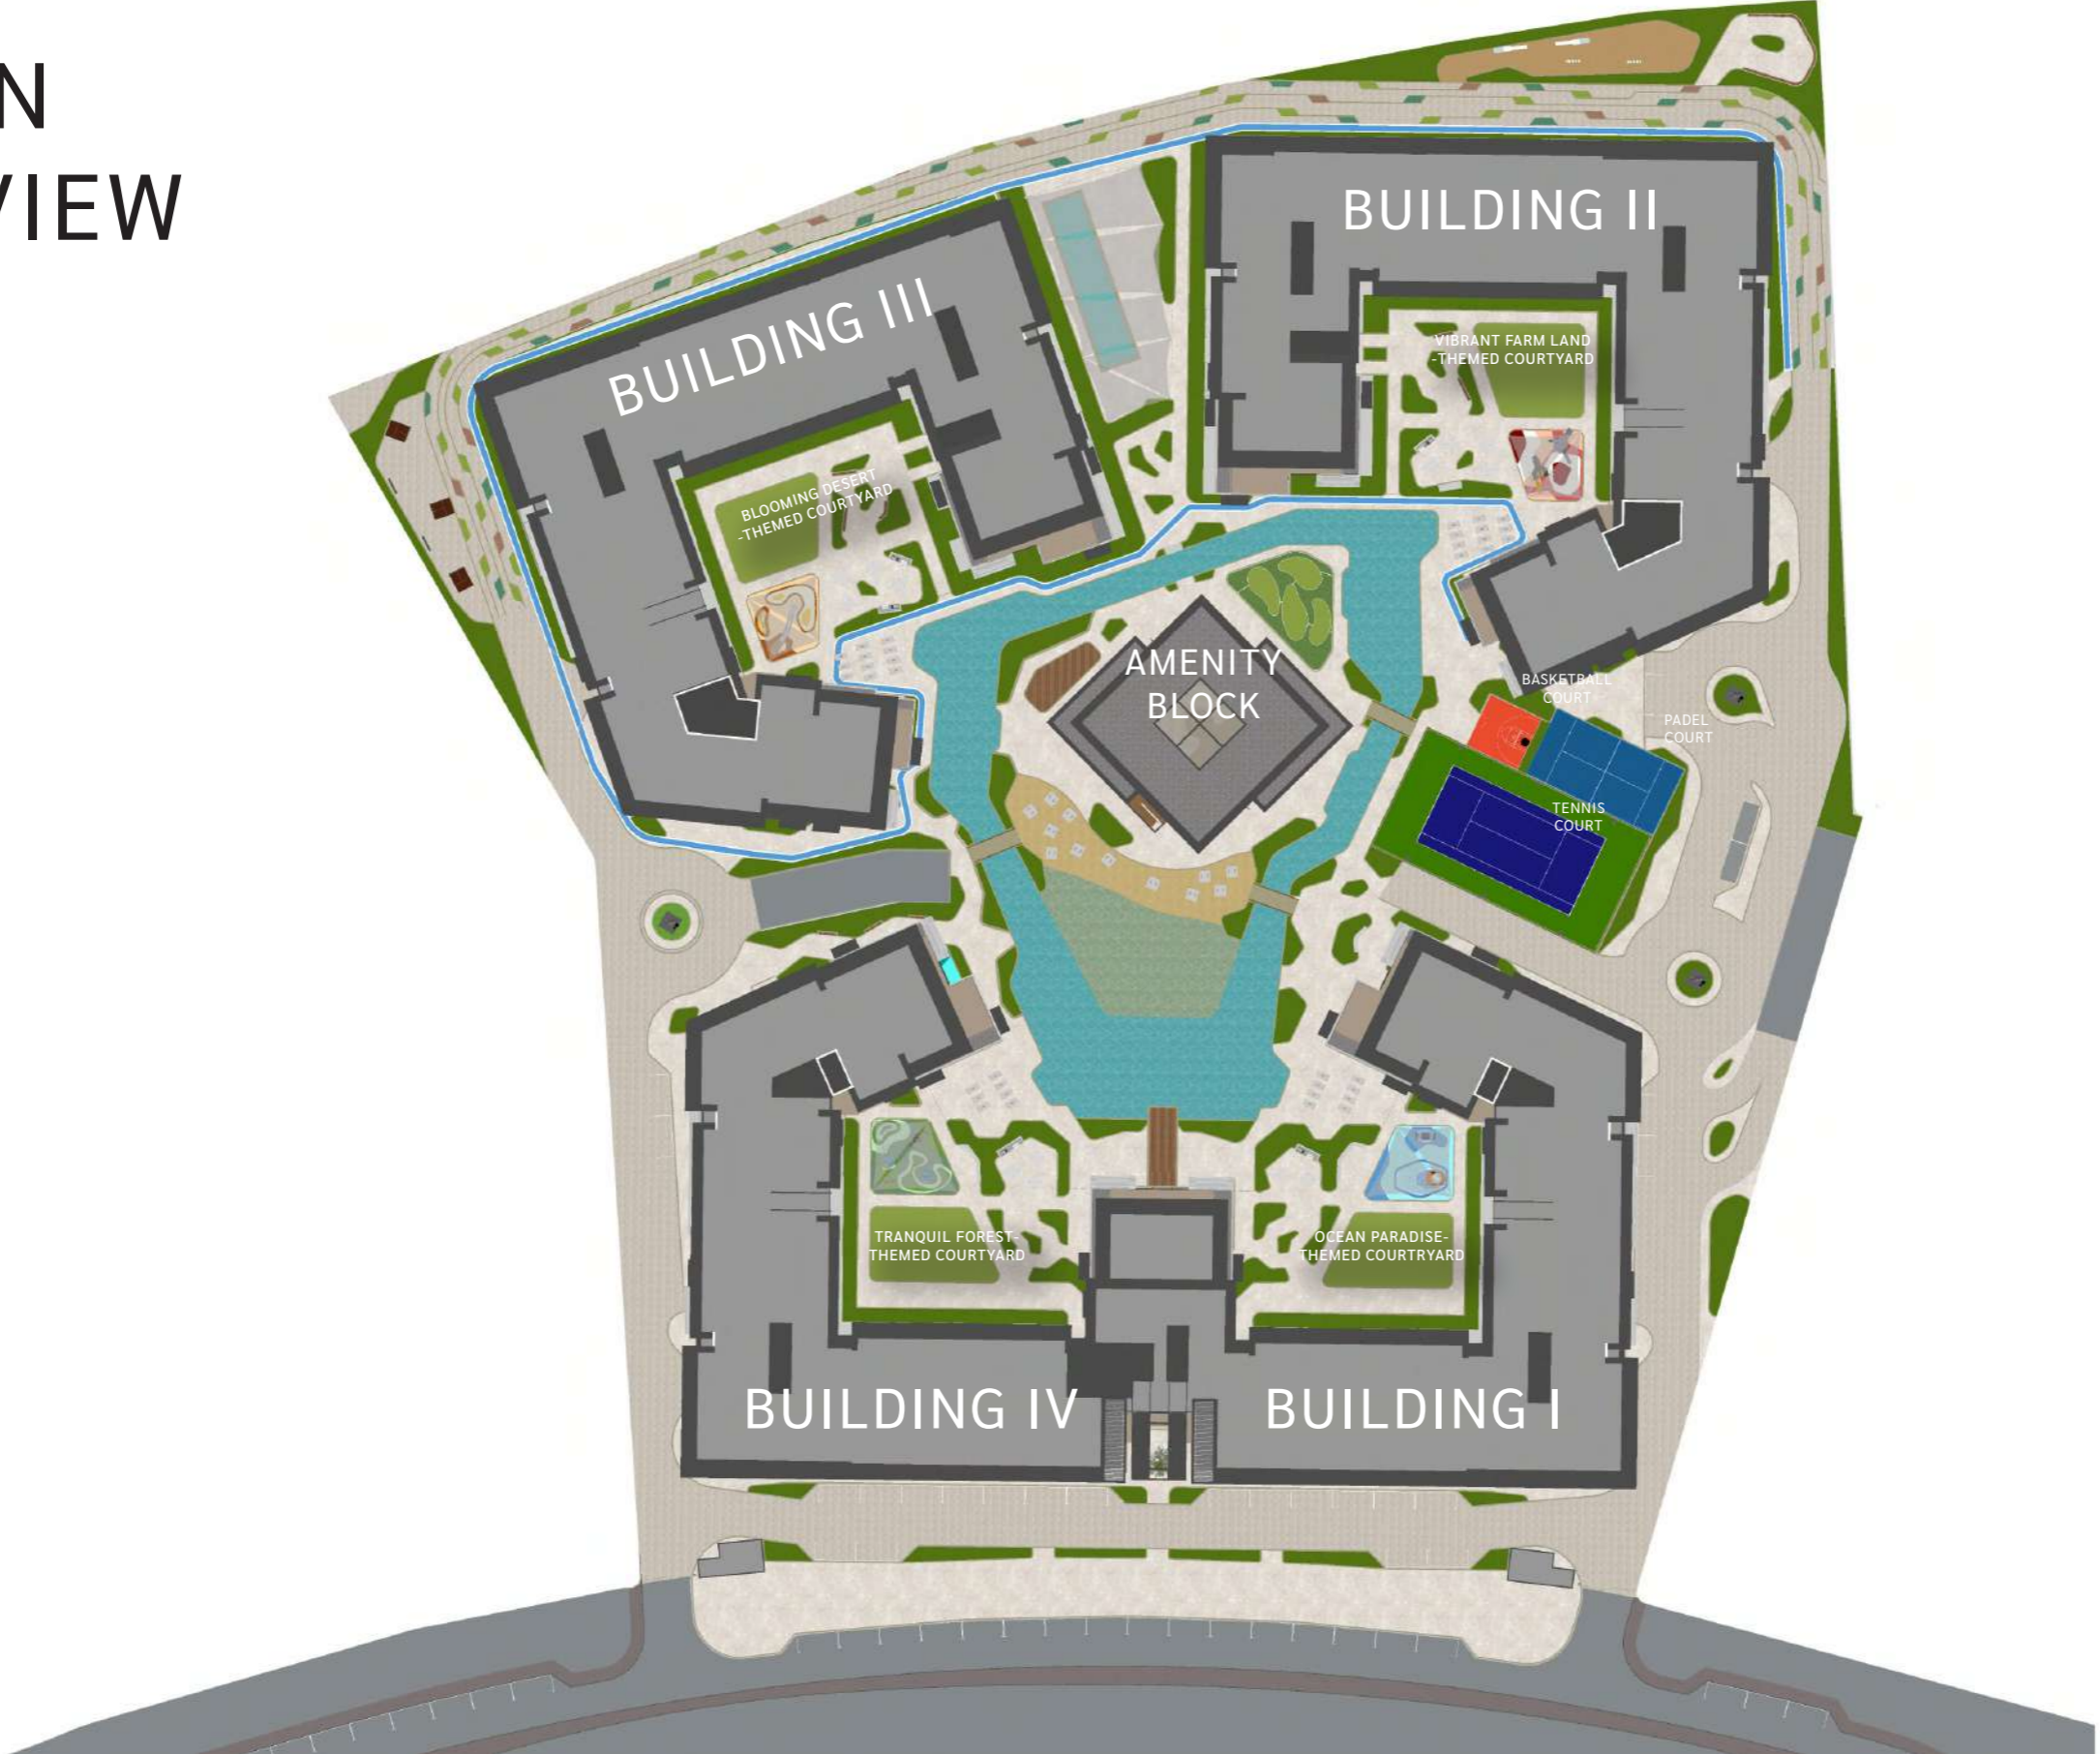 N
VIEW
BUILDING II
BUILDING III
VIBRANT FARM LAND
-THEMED COURTYARD
BLOOMING DESERT
-THEMED COURTYARD
AMENITY
BLOCK
BASKETBALL
COURT
PADEL
COURT
TENNIS
COURT
TRANQUIL FOREST-
THEMED COURTYARD
OCEAN PARADISE-
THEMED COURTRYARD
BUILDING IV
BUILDING I